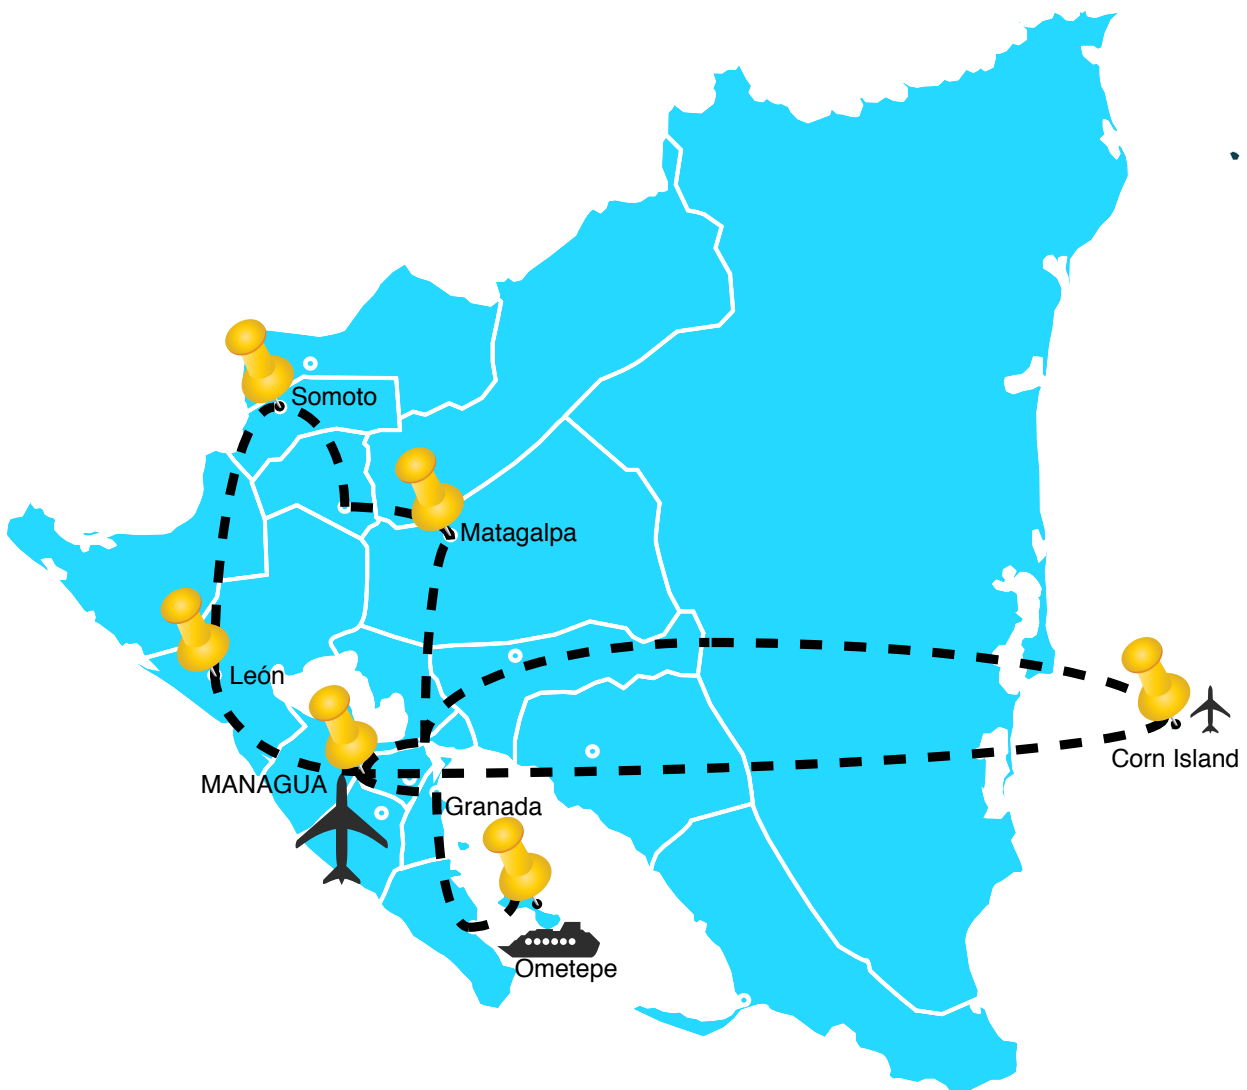 Somoto
Matagalpa
León
Corn Island
MANAGUA
Granada
Ometepe